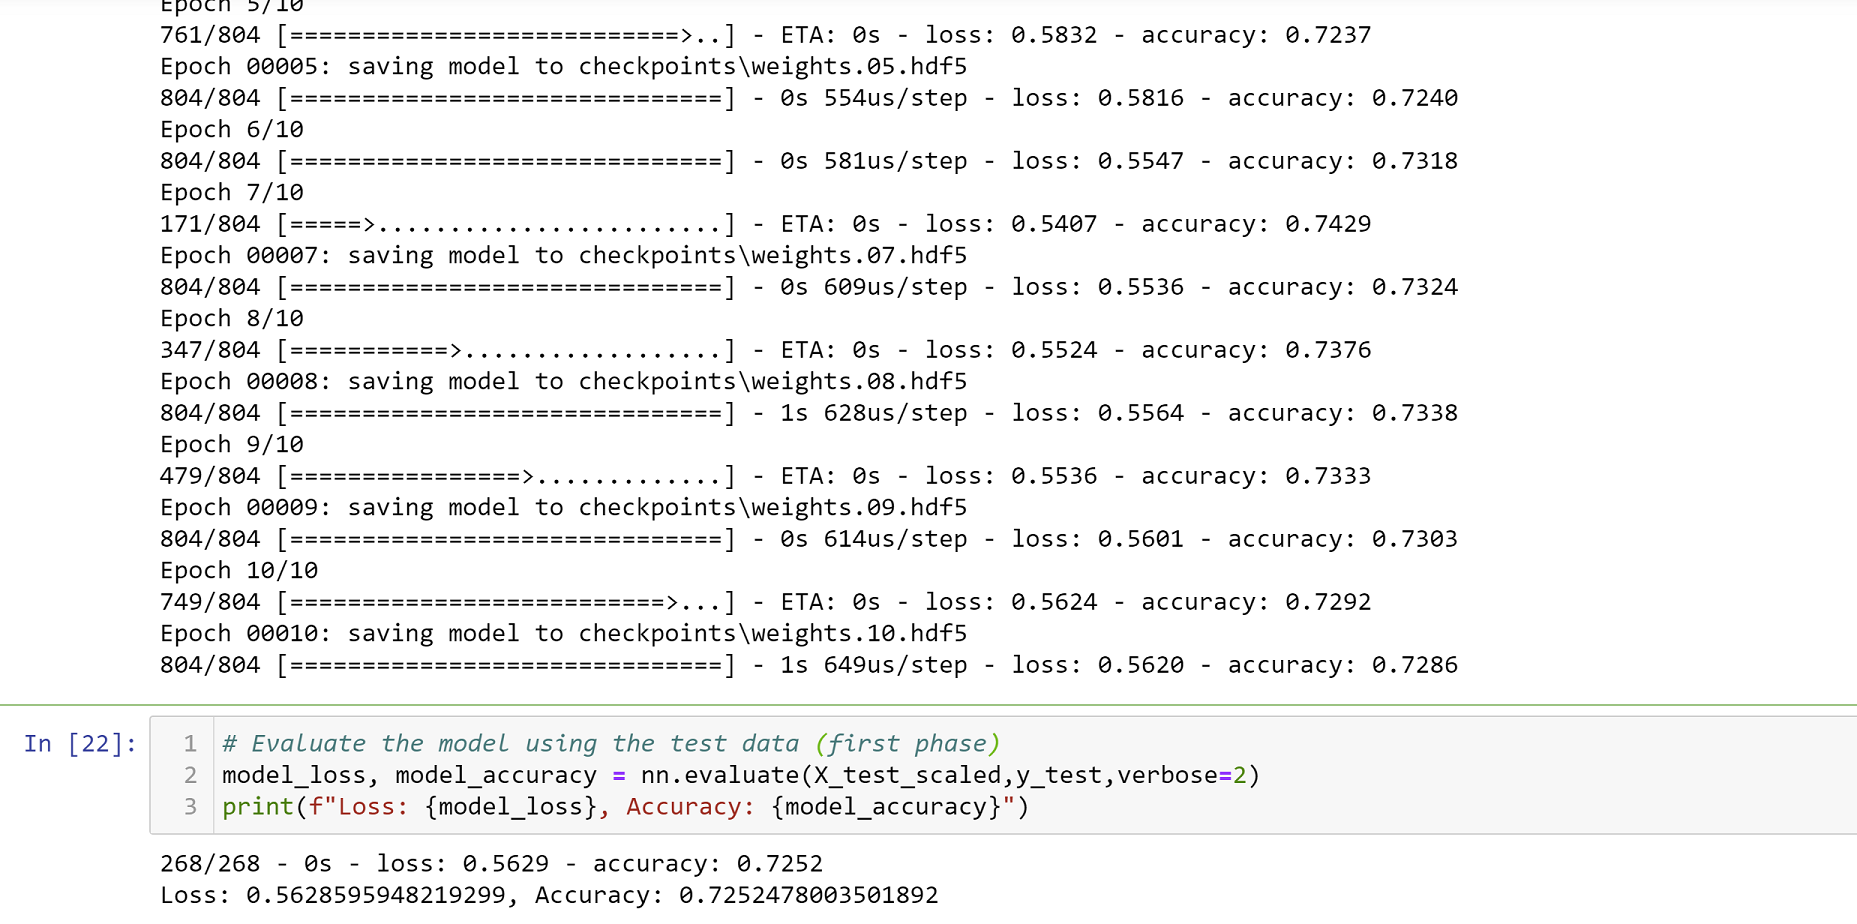 Epoch 5/10
761/804 [===========================>..] - ETA: 0s - loss: 0.5832 - accuracy: 0.7237
Epoch 00005: saving model to checkpoints\weights.05.hdf5
804/804 [==============================] - 0s 554us/step - loss: 0.5816 - accuracy: 0.7240
Epoch 6/10
804/804 [==============================] - 0s 581us/step - loss: 0.5547 - accuracy: 0.7318
Epoch 7/10
171/804 [=====>........................] - ETA: 0s - loss: 0.5407 - accuracy: 0.7429
Epoch 00007: saving model to checkpoints\weights.07.hdf5
804/804 [==============================] - 0s 609us/step - loss: 0.5536 - accuracy: 0.7324
Epoch 8/10
347/804 [===========>..................] - ETA: 0s - loss: 0.5524 - accuracy: 0.7376
Epoch 00008: saving model to checkpoints\weights.08.hdf5
804/804 [==============================] - 1s 628us/step - loss: 0.5564 - accuracy: 0.7338
Epoch 9/10
479/804 [================>.............] - ETA: 0s - loss: 0.5536 - accuracy: 0.7333
Epoch 00009: saving model to checkpoints\weights.09.hdf5
804/804 [==============================] - 0s 614us/step - loss: 0.5601 - accuracy: 0.7303
Epoch 10/10
749/804 [==========================>...] - ETA: 0s - loss: 0.5624 - accuracy: 0.7292
Epoch 00010: saving model to checkpoints\weights.10.hdf5
804/804 [==============================] - 1s 649us/step - loss: 0.5620 - accuracy: 0.7286
In [22]: 1 # Evaluate the model using the test data (first phase)
2 model_loss, model_accuracy = nn.evaluate(X_test_scaled,y_test,verbose=2)
3 print(f"Loss: {model_loss}, Accuracy: {model_accuracy}")
268/268 - 0s - loss: 0.5629 - accuracy: 0.7252
Loss: 0.5628595948219299, Accuracy: 0.7252478003501892